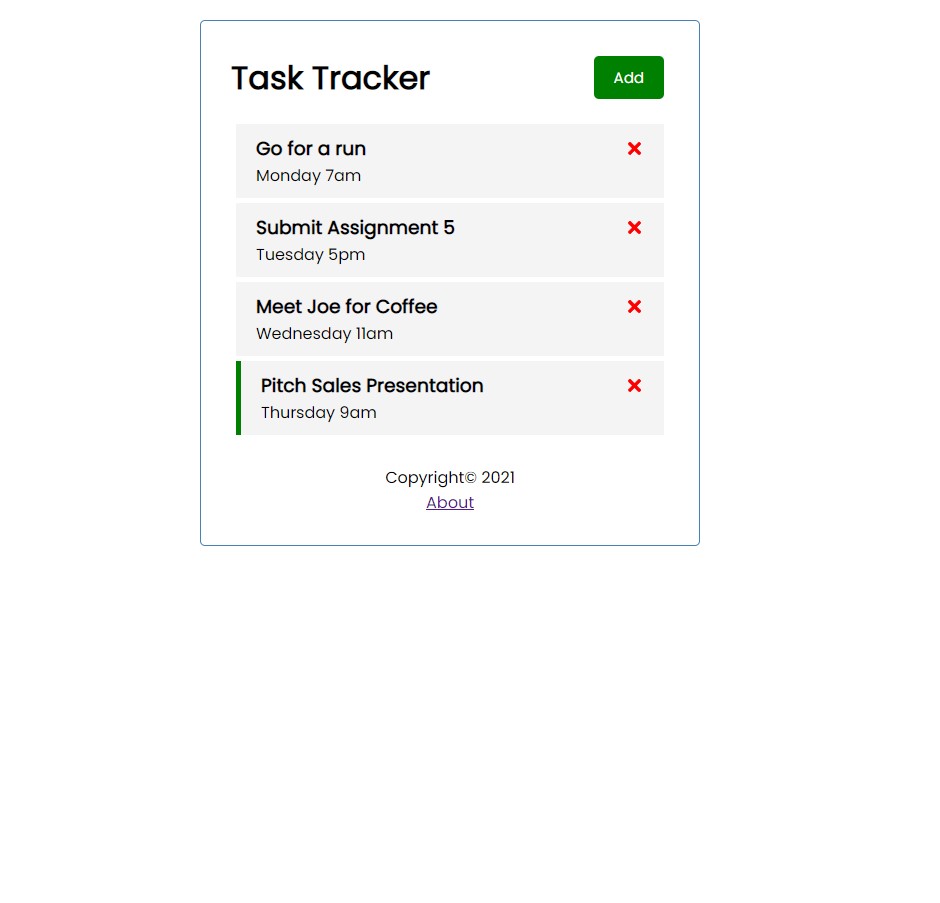 Task Tracker
Add
Go for a run
Monday 7am
Submit Assignment 5
Tuesday 5pm
Meet Joe for Coffee
Wednesday 11am
Pitch Sales Presentation
Thursday 9am
Copyright© 2021
About